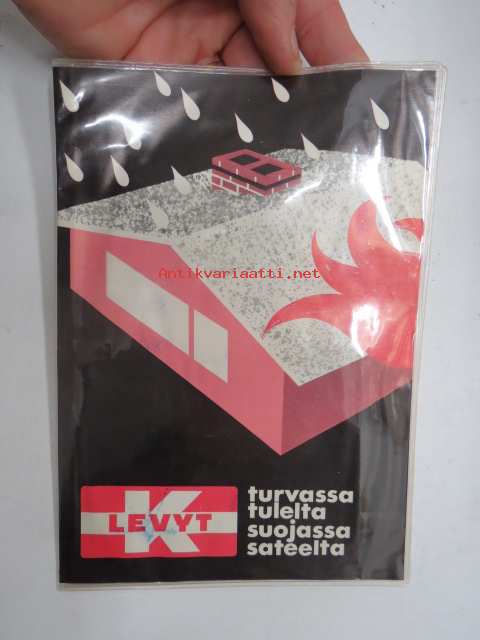 Antikvariaatti.net
K
LEVYT
turvassa
tulelta
suojassa
sateelta